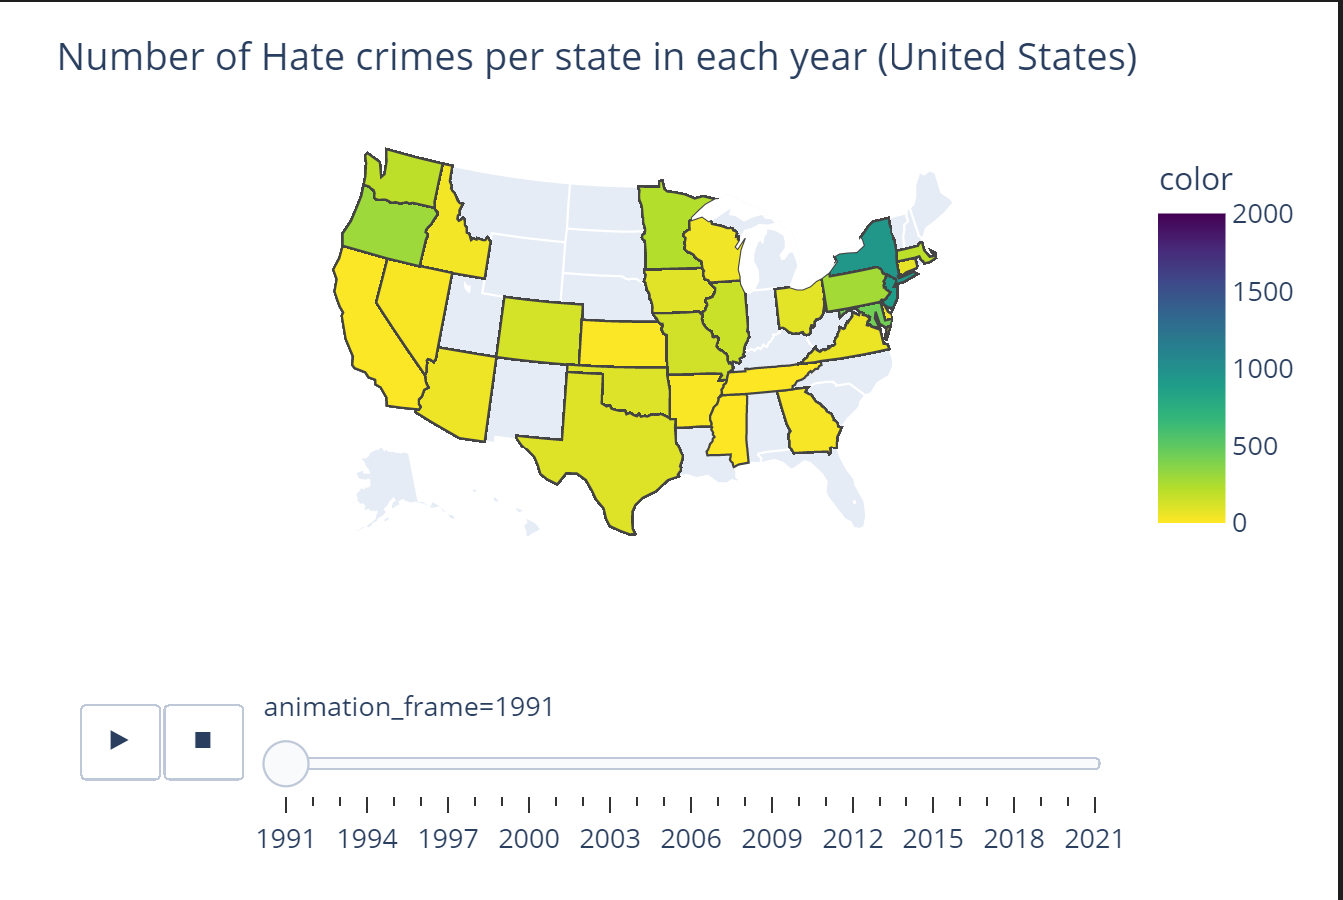 Number of Hate crimes per state in each year (United States)
color
2000
1500
1000
500
0
animation_frame=1991
1991 1994 1997 2000 2003 2006 2009 2012 2015 2018 2021